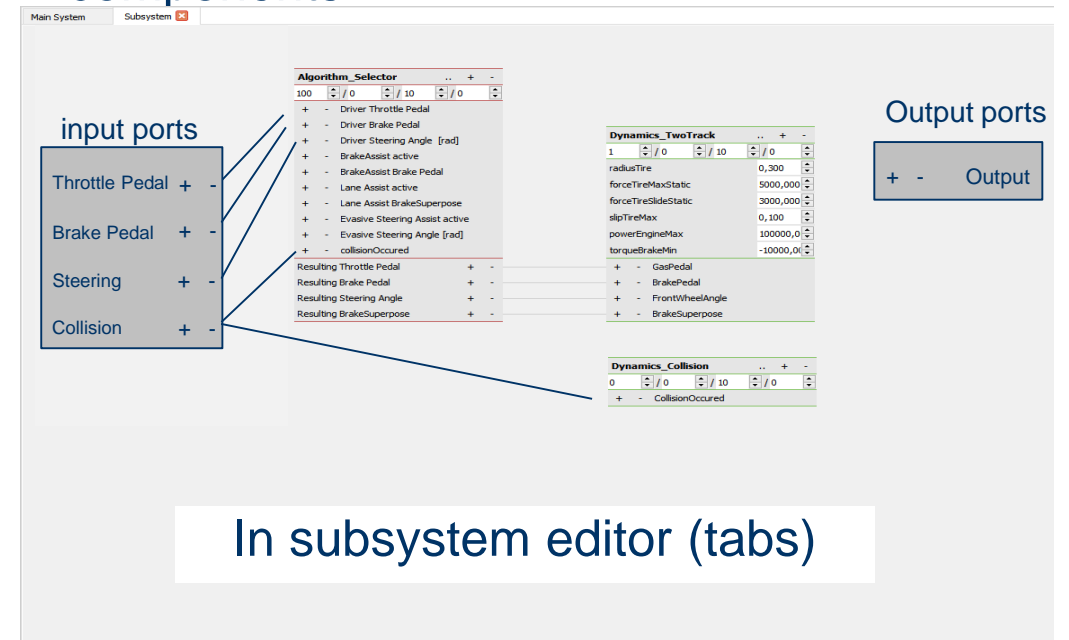 Main System Subsystem
Algorithm_Selector .. + -
100 / 0 / 10 / 0
+ - Driver Throttle Pedal
+ - Driver Brake Pedal
+ - Driver Steering Angle [rad]
+ - BrakeAssist active
+ - BrakeAssist Brake Pedal
+ - Lane Assist active
+ - Lane Assist BrakeSuperpose
+ - Evasive Steering Assist active
+ - Evasive Steering Angle [rad]
+ - collisionOccured
Resulting Throttle Pedal + -
Resulting Brake Pedal + -
Resulting Steering Angle + -
Resulting BrakeSuperpose + -
input ports
Throttle Pedal + -
Brake Pedal + -
Steering + -
Collision + -
Dynamics_TwoTrack .. + -
1 / 0 / 10 / 0
radiusTire 0,300
forceTireMaxStatic 5000,000
forceTireSlideStatic 3000,000
slipTireMax 0,100
powerEngineMax 100000,0
torqueBrakeMin -10000,0
+ - GasPedal
+ - BrakePedal
+ - FrontWheelAngle
+ - BrakeSuperpose
Dynamics_Collision .. + -
0 / 0 / 10 / 0
+ - CollisionOccured
Output ports
+ - Output
In subsystem editor (tabs)